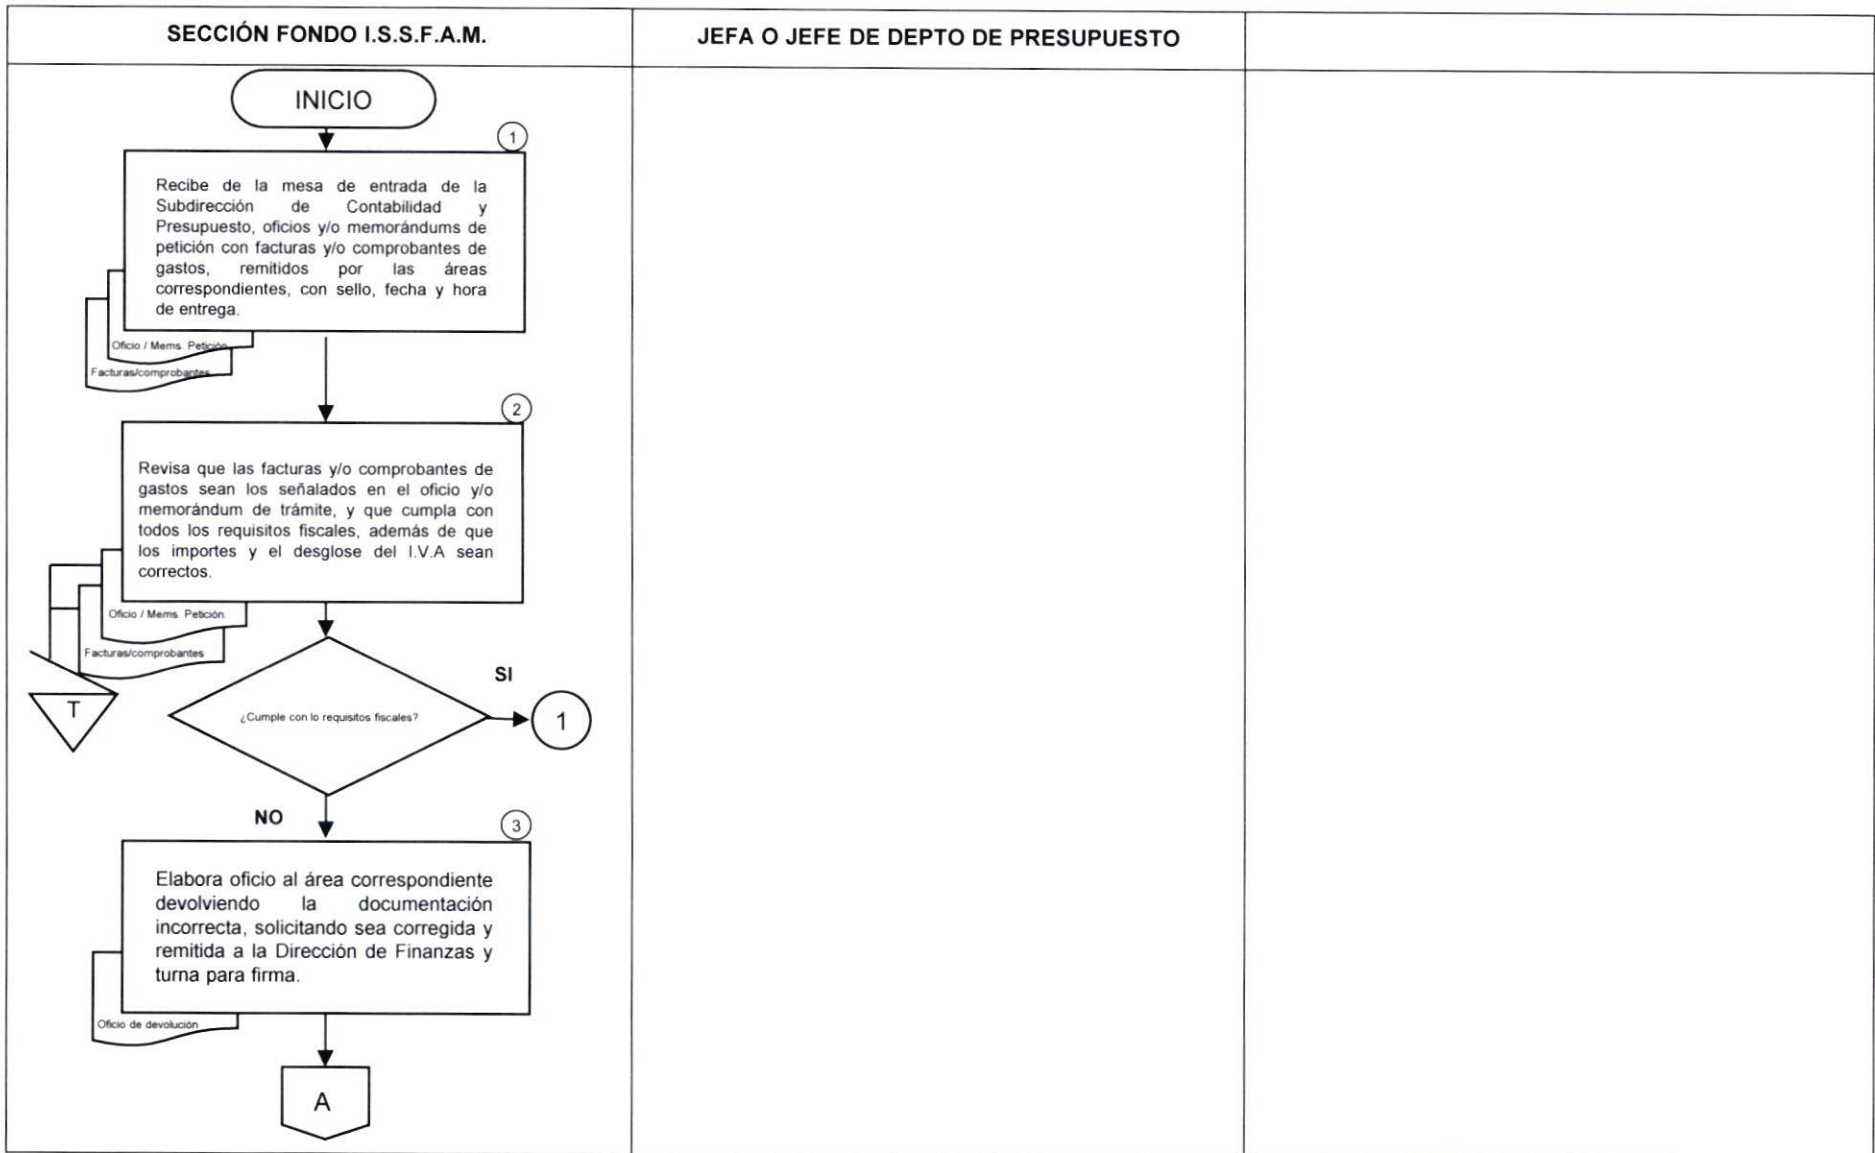 SECCIÓN FONDO I.S.S.F.A.M.
JEFA O JEFE DE DEPTO DE PRESUPUESTO
INICIO
1
Recibe de la mesa de entrada de la
Subdirección de Contabilidad y
Presupuesto, oficios y/o memorándums de
petición con facturas y/o comprobantes de
gastos, remitidos por las áreas
correspondientes, con sello, fecha y hora
de entrega.
Oficio / Mems. Petición
Facturas/comprobantes
2
Revisa que las facturas y/o comprobantes de
gastos sean los señalados en el oficio y/o
memorándum de trámite, y que cumpla con
todos los requisitos fiscales, además de que
los importes y el desglose del I.V.A sean
correctos.
Oficio / Mems. Petición
Facturas/comprobantes
T
¿Cumple con lo requisitos fiscales?
SI
1
NO
3
Elabora oficio al área correspondiente
devolviendo la documentación
incorrecta, solicitando sea corregida y
remitida a la Dirección de Finanzas y
turna para firma.
Oficio de devolución
A